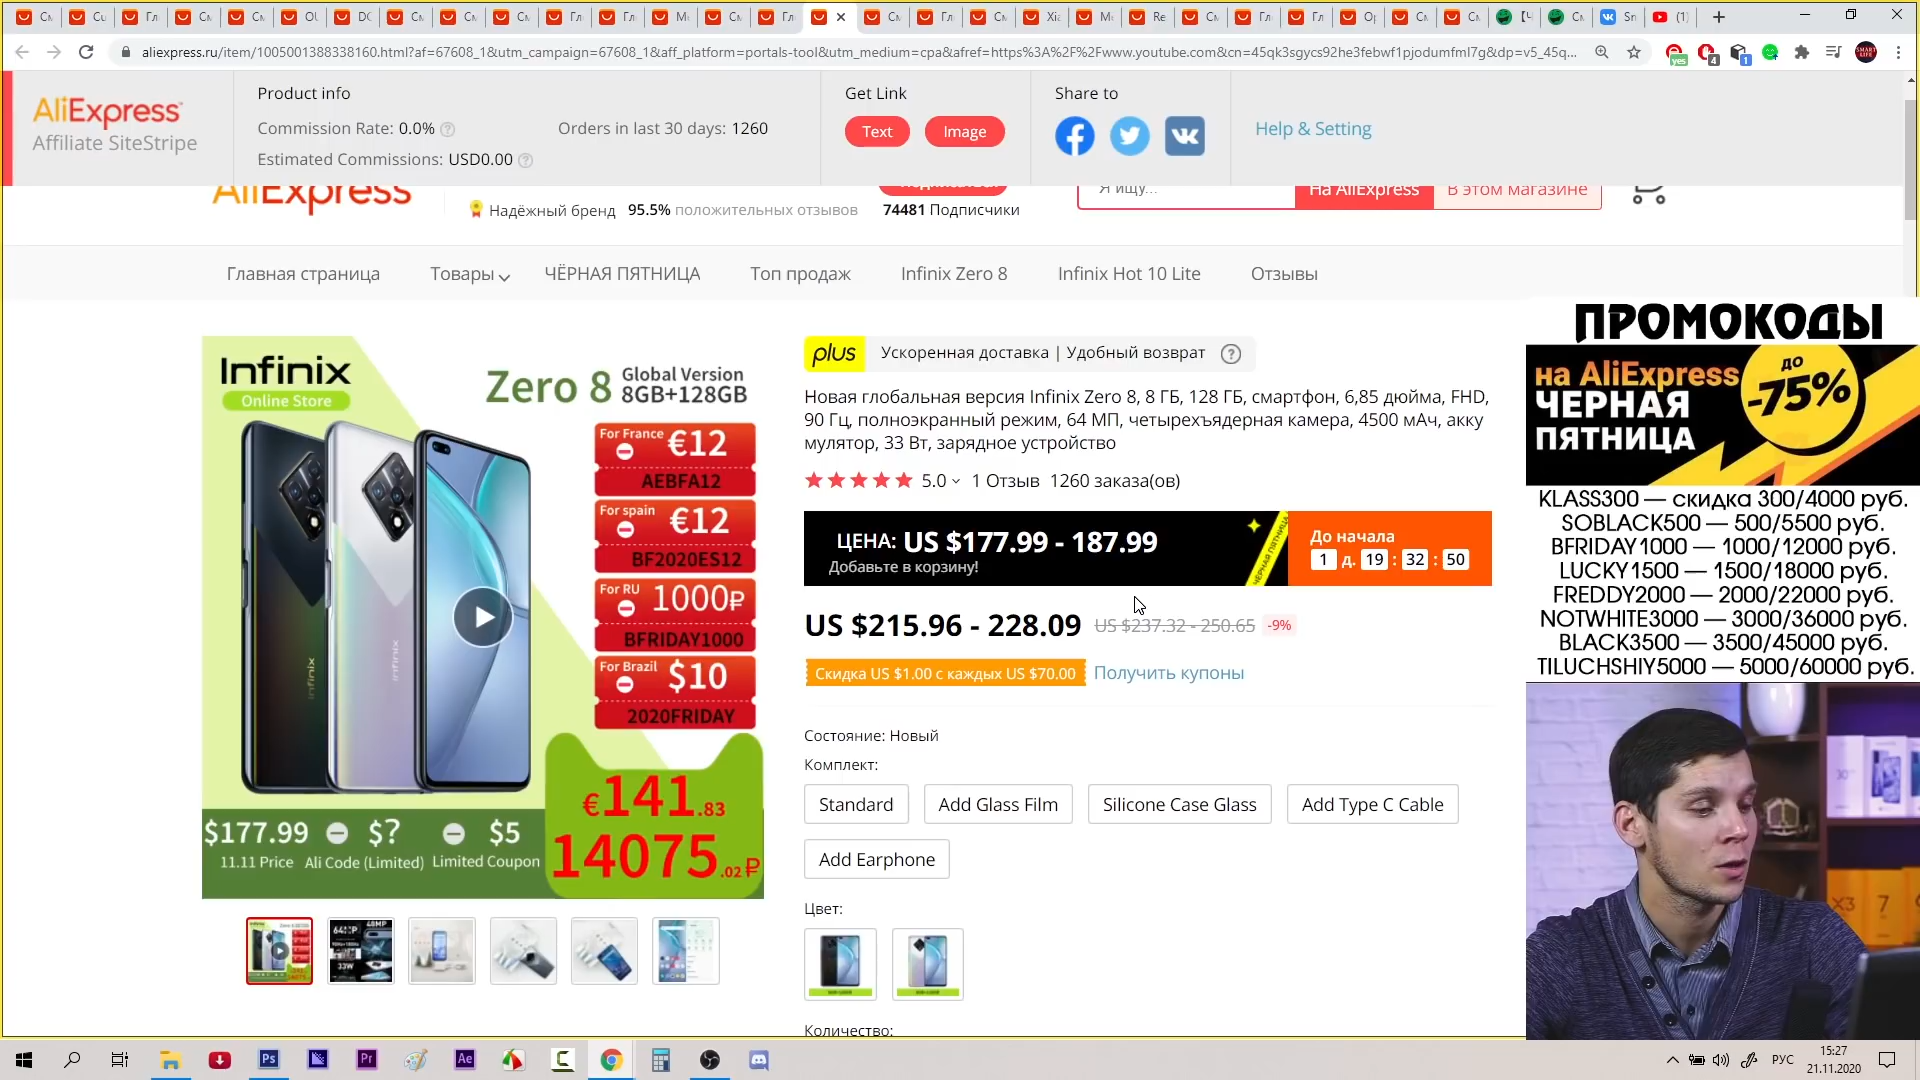 aliexpress.ru/item/1005001388338160.html?af=67608_1&utm_campaign=67608_1&aff_platform=portals-tool&utm_medium=cpa&afref=https%3A%2F%2Fwww.youtube.com&cn=45qk3sgycs92he3febwf1pjodumfml7g&dp=v5_45q...
AliExpress
Affiliate SiteStripe
Product info
Commission Rate: 0.0%
Orders in last 30 days: 1260
Estimated Commissions: USD0.00
Get Link
Text
Image
Share to
Help & Setting
AliExpress
Надёжный бренд 95.5% положительных отзывов
74481 Подписчики
Я ищу...
На AliExpress
В этом магазине
Главная страница
Товары
ЧЁРНАЯ ПЯТНИЦА
Топ продаж
Infinix Zero 8
Infinix Hot 10 Lite
Отзывы
Infinix
Online Store
Zero 8
Global Version
8GB+128GB
For France €12
AEBFA12
For spain €12
BF2020ES12
For RU 1000₽
BFRIDAY1000
For Brazil $10
2020FRIDAY
€141.83
14075.02₽
$177.99 $? $5
11.11 Price Ali Code (Limited) Limited Coupon
plus Ускоренная доставка | Удобный возврат
Новая глобальная версия Infinix Zero 8, 8 ГБ, 128 ГБ, смартфон, 6,85 дюйма, FHD,
90 Гц, полноэкранный режим, 64 МП, четырехъядерная камера, 4500 мАч, акку
мулятор, 33 Вт, зарядное устройство
5.0 1 Отзыв 1260 заказа(ов)
ЦЕНА: US $177.99 - 187.99
Добавьте в корзину!
ЧЁРНАЯ ПЯТНИЦА
До начала
1 д. 19 : 32 : 50
US $215.96 - 228.09 US $237.32 - 250.65 -9%
Скидка US $1.00 с каждых US $70.00 Получить купоны
Состояние: Новый
Комплект:
Standard
Add Glass Film
Silicone Case Glass
Add Type C Cable
Add Earphone
Цвет:
Количество:
ПРОМОКОДЫ
на AliExpress
ЧЕРНАЯ
ПЯТНИЦА
до
-75%
KLASS300 — скидка 300/4000 руб.
SOBLACK500 — 500/5500 руб.
BFRIDAY1000 — 1000/12000 руб.
LUCKY1500 — 1500/18000 руб.
FREDDY2000 — 2000/22000 руб.
NOTWHITE3000 — 3000/36000 руб.
BLACK3500 — 3500/45000 руб.
TILUCHSHIY5000 — 5000/60000 руб.
РУС
15:27
21.11.2020